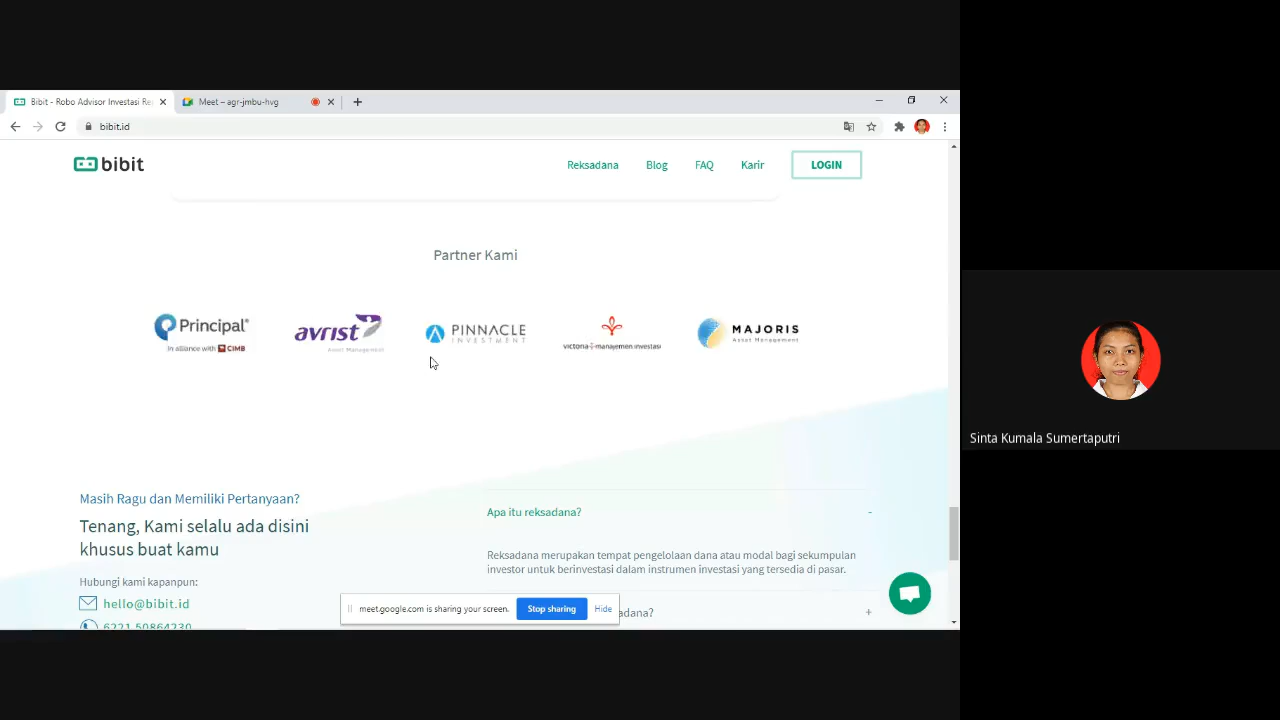 Bibit - Robo Advisor Investasi Re
Meet – agr-jmbu-hvg
bibit.id
bibit
Reksadana
Blog
FAQ
Karir
LOGIN
Partner Kami
Principal
In alliance with CIMB
avrist
Asset Management
PINNACLE
INVESTMENT
victoria manajemen investasi
MAJORIS
Asset Management
Masih Ragu dan Memiliki Pertanyaan?
Tenang, Kami selalu ada disini
khusus buat kamu
Hubungi kami kapanpun:
hello@bibit.id
6221 50864230
Apa itu reksadana?
-
Reksadana merupakan tempat pengelolaan dana atau modal bagi sekumpulan
investor untuk berinvestasi dalam instrumen investasi yang tersedia di pasar.
adana?
+
meet.google.com is sharing your screen.
Stop sharing
Hide
Sinta Kumala Sumertaputri